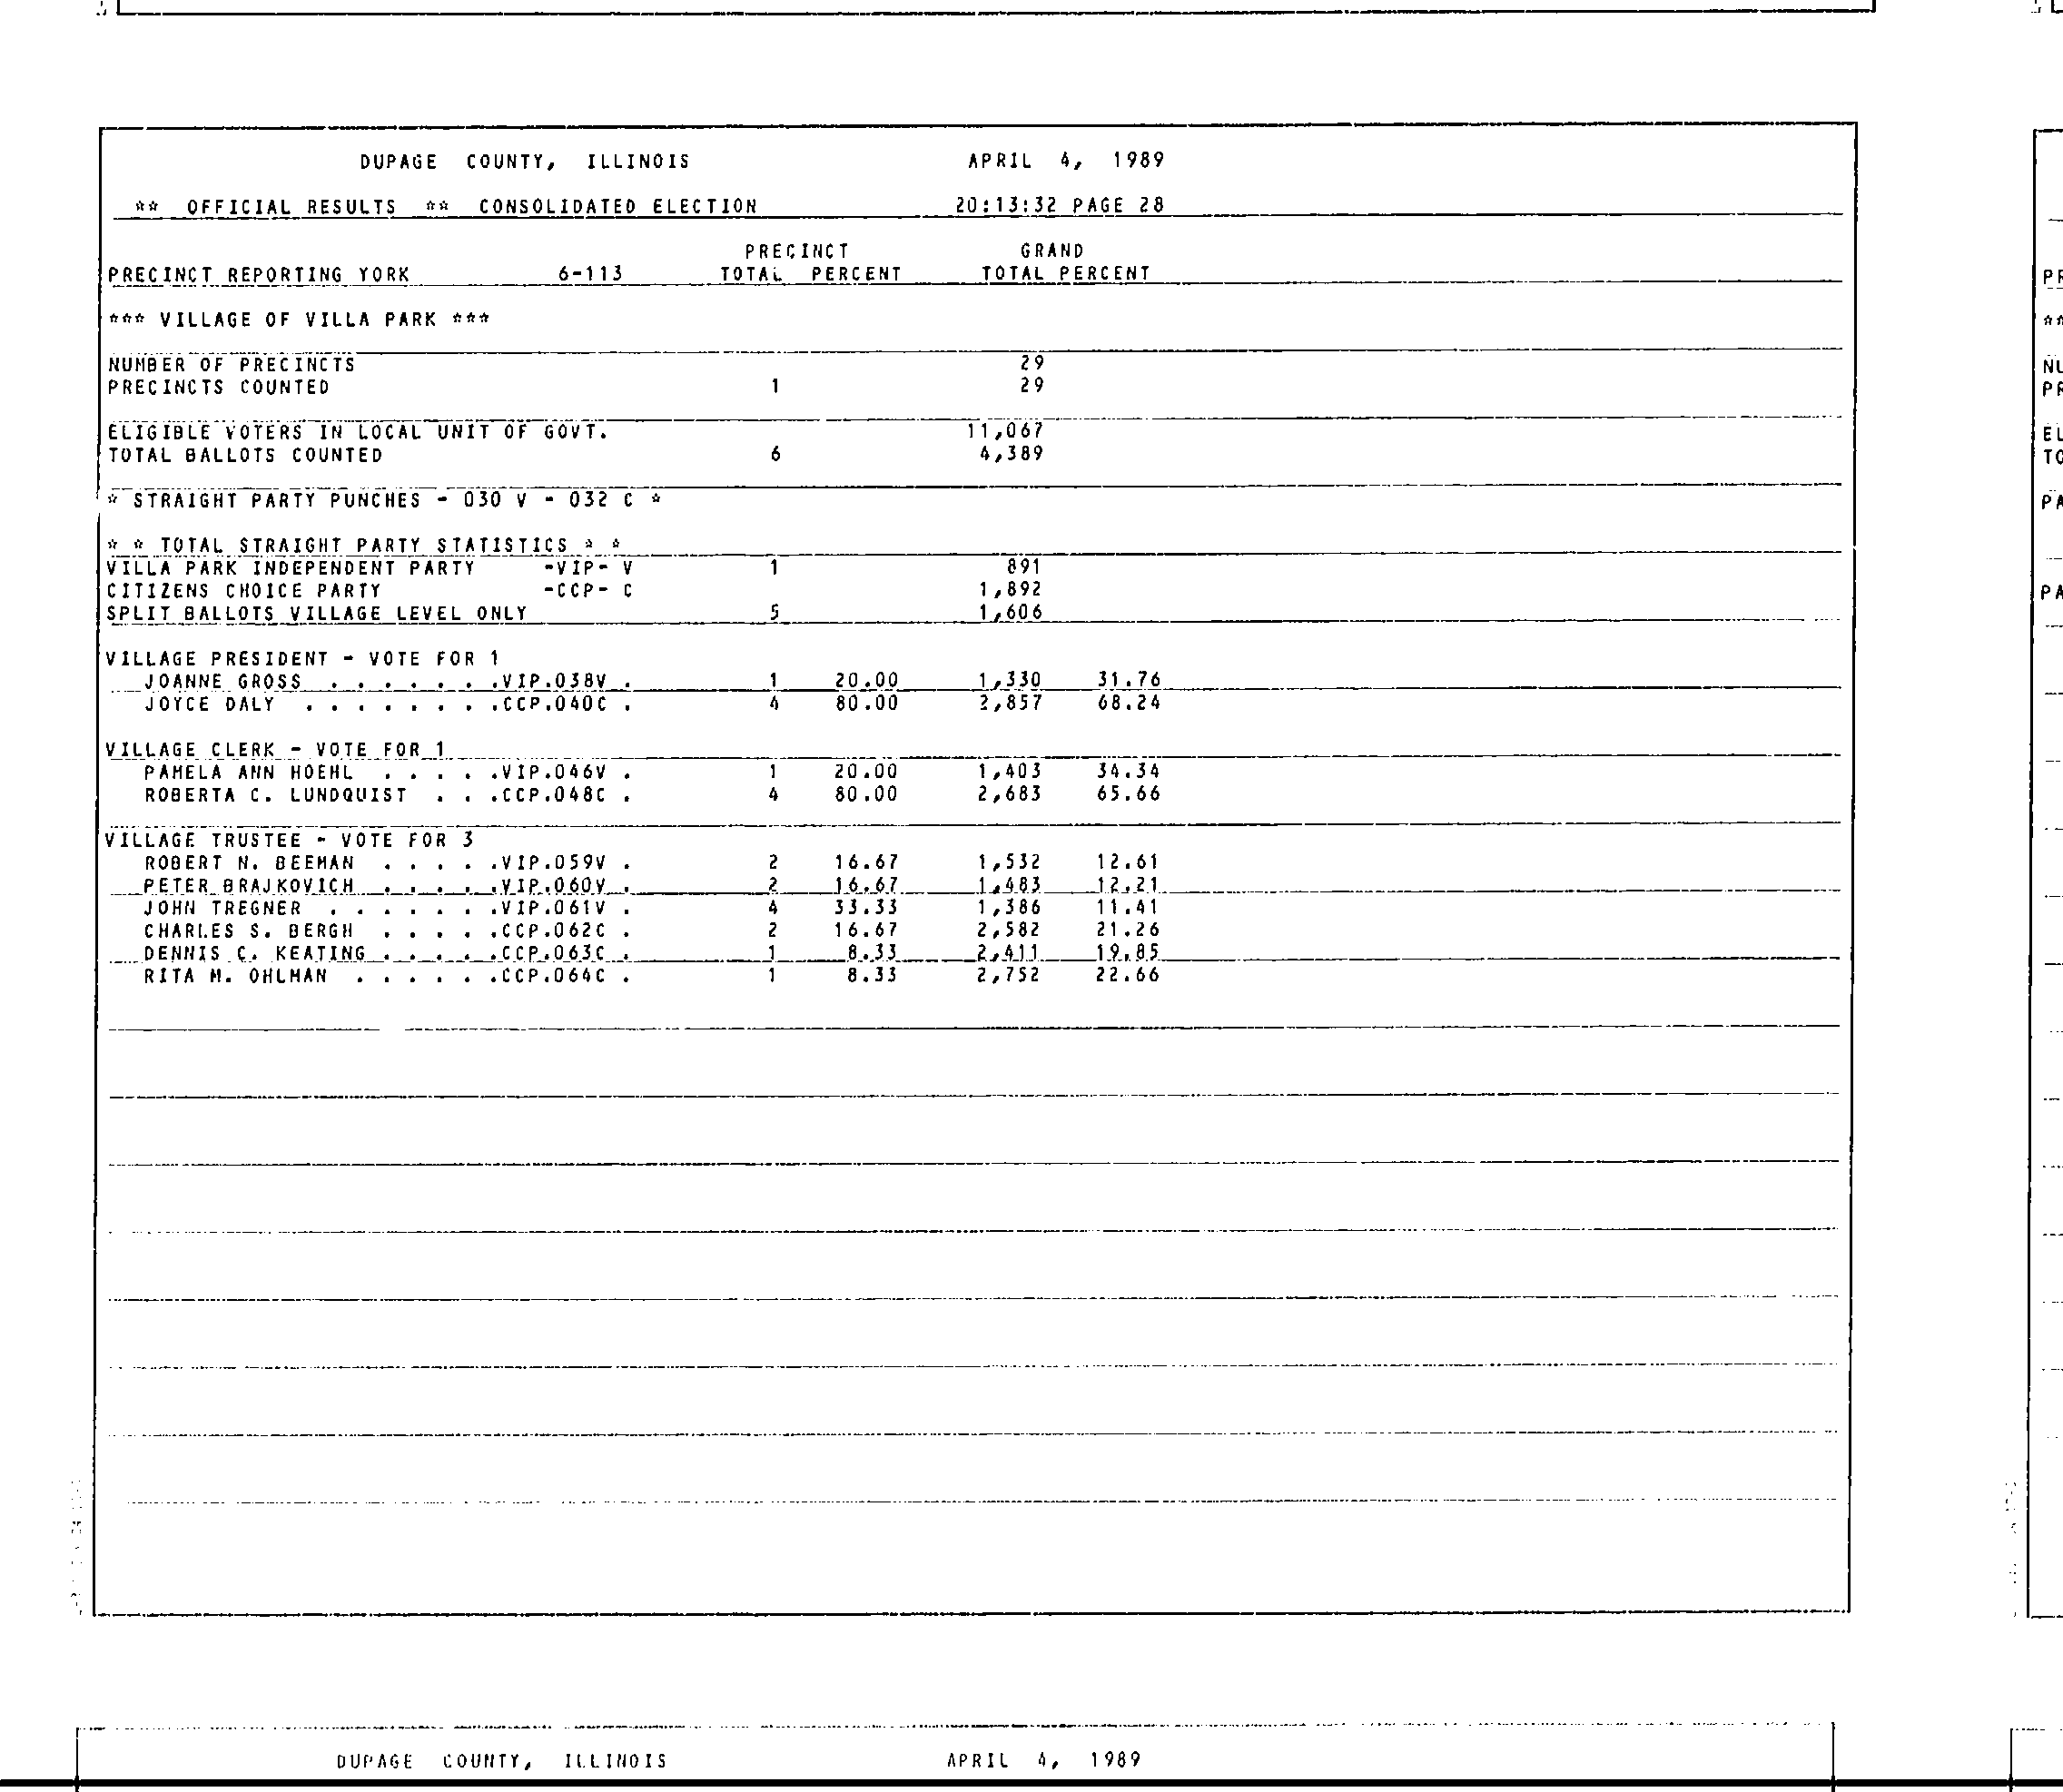 DUPAGE COUNTY, ILLINOIS APRIL 4, 1989
** OFFICIAL RESULTS ** CONSOLIDATED ELECTION 20:13:32 PAGE 28
PRECINCT GRAND
PRECINCT REPORTING YORK 6-113 TOTAL PERCENT TOTAL PERCENT
*** VILLAGE OF VILLA PARK ***
NUMBER OF PRECINCTS 29
PRECINCTS COUNTED 1 29
ELIGIBLE VOTERS IN LOCAL UNIT OF GOVT. 11,067
TOTAL BALLOTS COUNTED 6 4,389
* STRAIGHT PARTY PUNCHES - 030 V - 032 C *
* * TOTAL STRAIGHT PARTY STATISTICS * *
VILLA PARK INDEPENDENT PARTY -VIP- V 1 891
CITIZENS CHOICE PARTY -CCP- C 1,892
SPLIT BALLOTS VILLAGE LEVEL ONLY 5 1,606
VILLAGE PRESIDENT - VOTE FOR 1
JOANNE GROSS . . . . . . .VIP.038V . 1 20.00 1,330 31.76
JOYCE DALY . . . . . . . .CCP.040C . 4 80.00 2,857 68.24
VILLAGE CLERK - VOTE FOR 1
PAMELA ANN HOEHL . . . . .VIP.046V . 1 20.00 1,403 34.34
ROBERTA C. LUNDQUIST . . .CCP.048C . 4 80.00 2,683 65.66
VILLAGE TRUSTEE - VOTE FOR 3
ROBERT N. BEEMAN . . . . .VIP.059V . 2 16.67 1,532 12.61
PETER BRAJKOVICH . . . . .VIP.060V . 2 16.67 1,483 12.21
JOHN TREGNER . . . . . . .VIP.061V . 4 33.33 1,386 11.41
CHARLES S. BERGH . . . . .CCP.062C . 2 16.67 2,582 21.26
DENNIS C. KEATING . . . . .CCP.063C . 1 8.33 2,411 19.85
RITA M. OHLMAN . . . . . .CCP.064C . 1 8.33 2,752 22.66
DUPAGE COUNTY, ILLINOIS APRIL 4, 1989